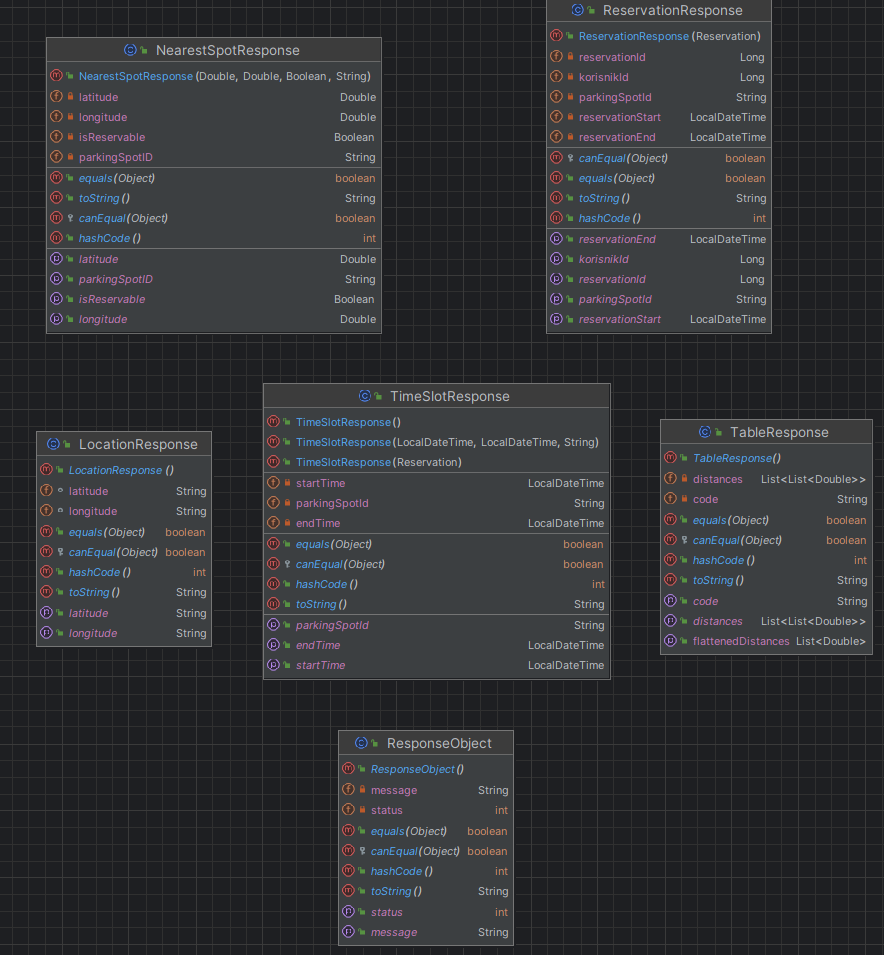 NearestSpotResponse
NearestSpotResponse(Double, Double, Boolean, String)
latitude Double
longitude Double
isReservable Boolean
parkingSpotID String
equals(Object) boolean
toString() String
canEqual(Object) boolean
hashCode() int
latitude Double
parkingSpotID String
isReservable Boolean
longitude Double
ReservationResponse
ReservationResponse(Reservation)
reservationId Long
korisnikId Long
parkingSpotId String
reservationStart LocalDateTime
reservationEnd LocalDateTime
canEqual(Object) boolean
equals(Object) boolean
toString() String
hashCode() int
reservationEnd LocalDateTime
korisnikId Long
reservationId Long
parkingSpotId String
reservationStart LocalDateTime
LocationResponse
LocationResponse()
latitude String
longitude String
equals(Object) boolean
canEqual(Object) boolean
hashCode() int
toString() String
latitude String
longitude String
TimeSlotResponse
TimeSlotResponse()
TimeSlotResponse(LocalDateTime, LocalDateTime, String)
TimeSlotResponse(Reservation)
startTime LocalDateTime
parkingSpotId String
endTime LocalDateTime
equals(Object) boolean
canEqual(Object) boolean
hashCode() int
toString() String
parkingSpotId String
endTime LocalDateTime
startTime LocalDateTime
TableResponse
TableResponse()
distances List<List<Double>>
code String
equals(Object) boolean
canEqual(Object) boolean
hashCode() int
toString() String
code String
distances List<List<Double>>
flattenedDistances List<Double>
ResponseObject
ResponseObject()
message String
status int
equals(Object) boolean
canEqual(Object) boolean
hashCode() int
toString() String
status int
message String